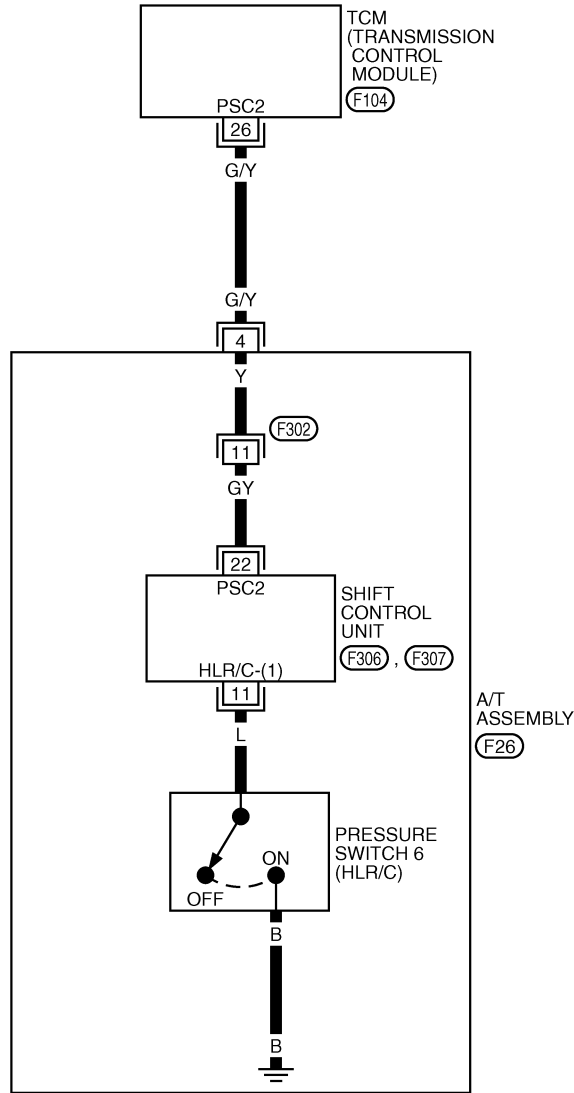 TCM
(TRANSMISSION
CONTROL
MODULE)
F104
PSC2
26
G/Y
G/Y
4
Y
F302
11
GY
22
PSC2
SHIFT
CONTROL
UNIT
F306 , F307
HLR/C-(1)
11
A/T
ASSEMBLY
F26
L
PRESSURE
SWITCH 6
(HLR/C)
ON
OFF
B
B